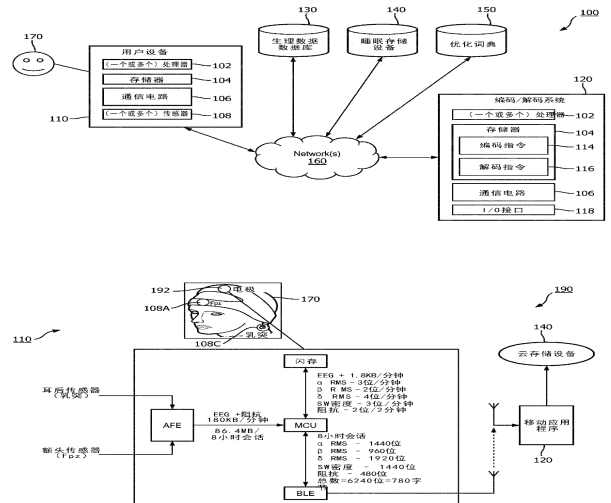 130
140
150
100
170
生理数据
数据库
睡眠存储
设备
优化词典
用户设备
(一个或多个)处理器
102
存储器
104
通信电路
106
(一个或多个)传感器
108
110
120
编码/解码系统
(一个或多个)处理器
102
存储器
104
编码指令
114
解码指令
116
通信电路
106
I/O接口
118
Network(s)
160
192
电极
108A
Fpz
170
乳突
108C
110
190
140
云存储设备
闪存
EEG + 1.8KB/分钟
α RMS-3位/分钟
β RMS-2位/分钟
δ RMS-4位/分钟
SW密度-3位/分钟
阻抗-2位/2分钟
耳后传感器
(乳突)
额头传感器
(Fpz)
AFE
EEG +阻抗
180KB/分钟
86.4MB/
8小时会话
MCU
8小时会话
α RMS - 1440位
β RMS - 960位
δ RMS - 1920位
SW密度 - 1440位
阻抗 - 480位
总数=6240位=780字
节
BLE
移动应用
程序
120